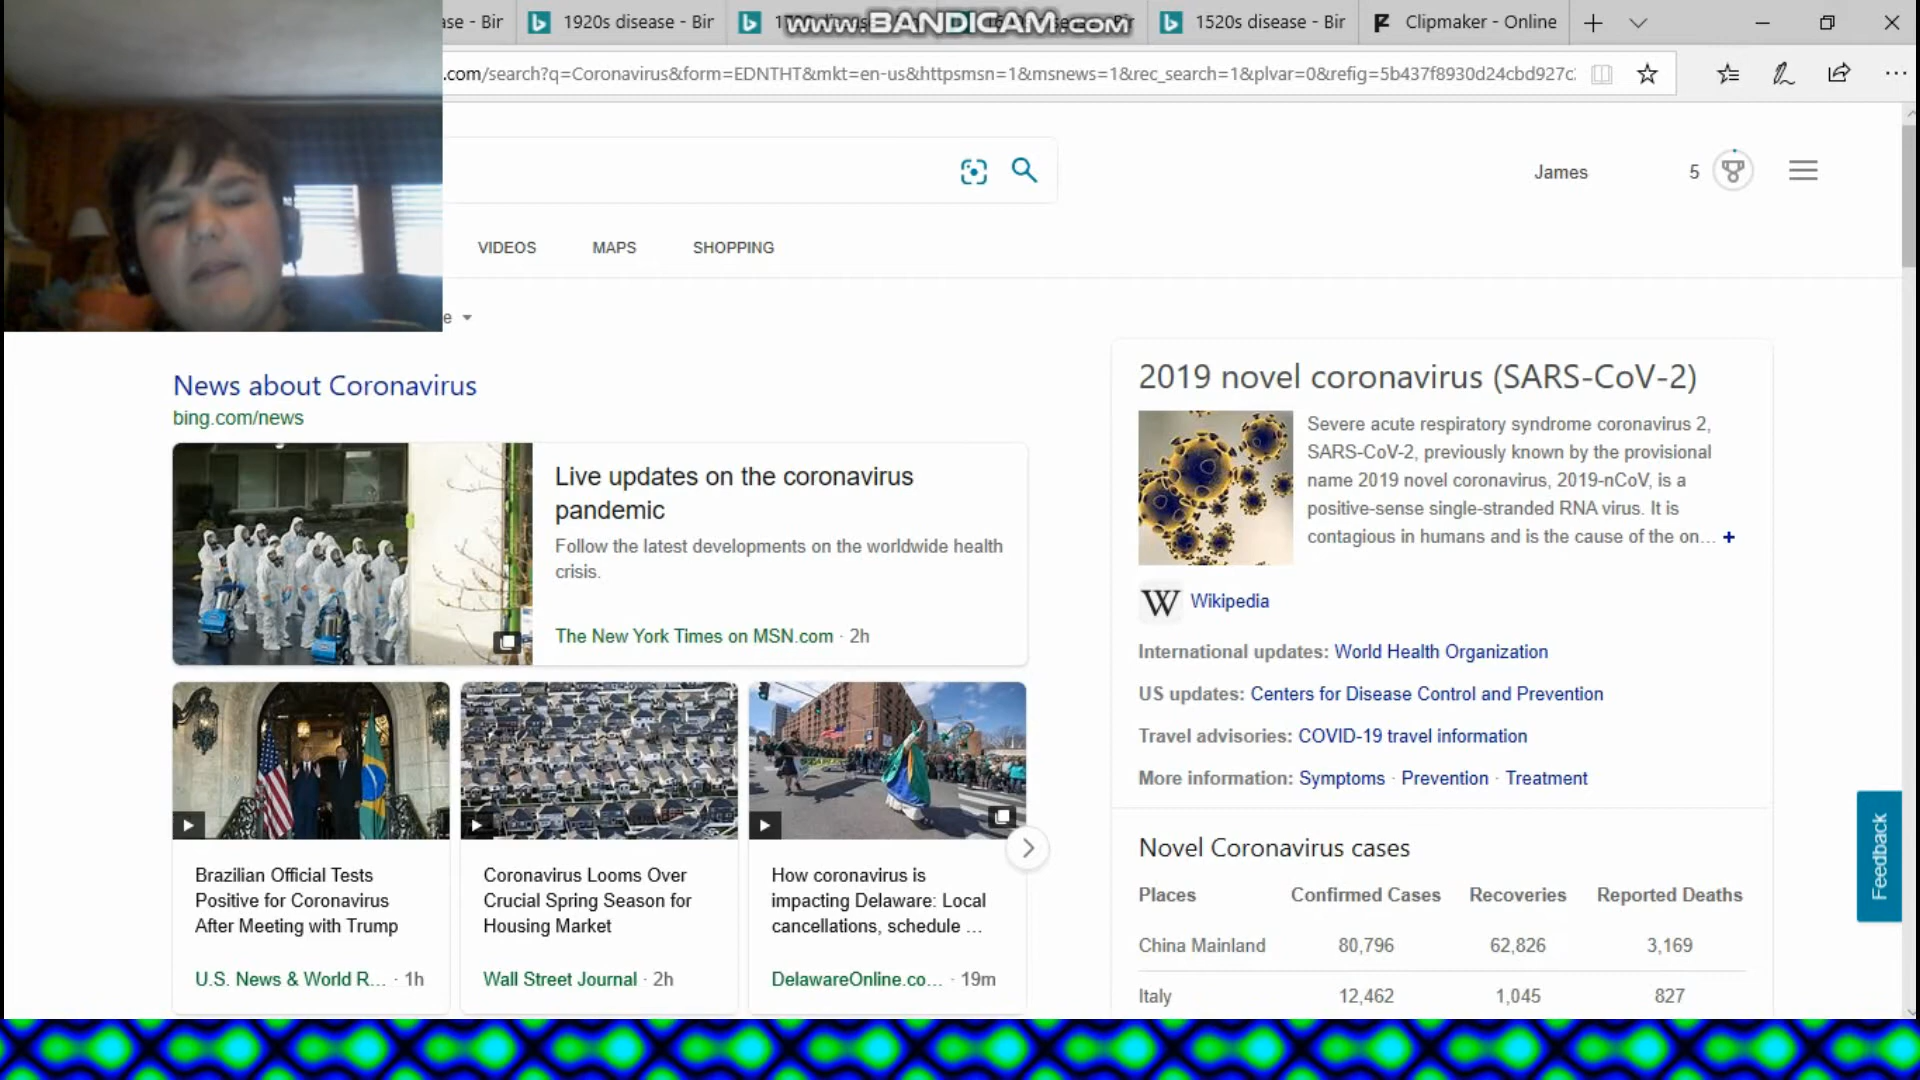 ase - Bir
1920s disease - Bir
www.BANDICAM.com
1520s disease - Bir
Clipmaker - Online
.com/search?q=Coronavirus&form=EDNTHT&mkt=en-us&httpsmsn=1&msnews=1&rec_search=1&plvar=0&refig=5b437f8930d24cbd927c
James
5
VIDEOS
MAPS
SHOPPING
e
News about Coronavirus
bing.com/news
Live updates on the coronavirus
pandemic
Follow the latest developments on the worldwide health
crisis.
The New York Times on MSN.com · 2h
Brazilian Official Tests
Positive for Coronavirus
After Meeting with Trump
U.S. News & World R... · 1h
Coronavirus Looms Over
Crucial Spring Season for
Housing Market
Wall Street Journal · 2h
How coronavirus is
impacting Delaware: Local
cancellations, schedule ...
DelawareOnline.co... · 19m
2019 novel coronavirus (SARS-CoV-2)
Severe acute respiratory syndrome coronavirus 2,
SARS-CoV-2, previously known by the provisional
name 2019 novel coronavirus, 2019-nCoV, is a
positive-sense single-stranded RNA virus. It is
contagious in humans and is the cause of the on... +
W Wikipedia
International updates: World Health Organization
US updates: Centers for Disease Control and Prevention
Travel advisories: COVID-19 travel information
More information: Symptoms · Prevention · Treatment
Novel Coronavirus cases
Places Confirmed Cases Recoveries Reported Deaths
China Mainland 80,796 62,826 3,169
Italy 12,462 1,045 827
Feedback